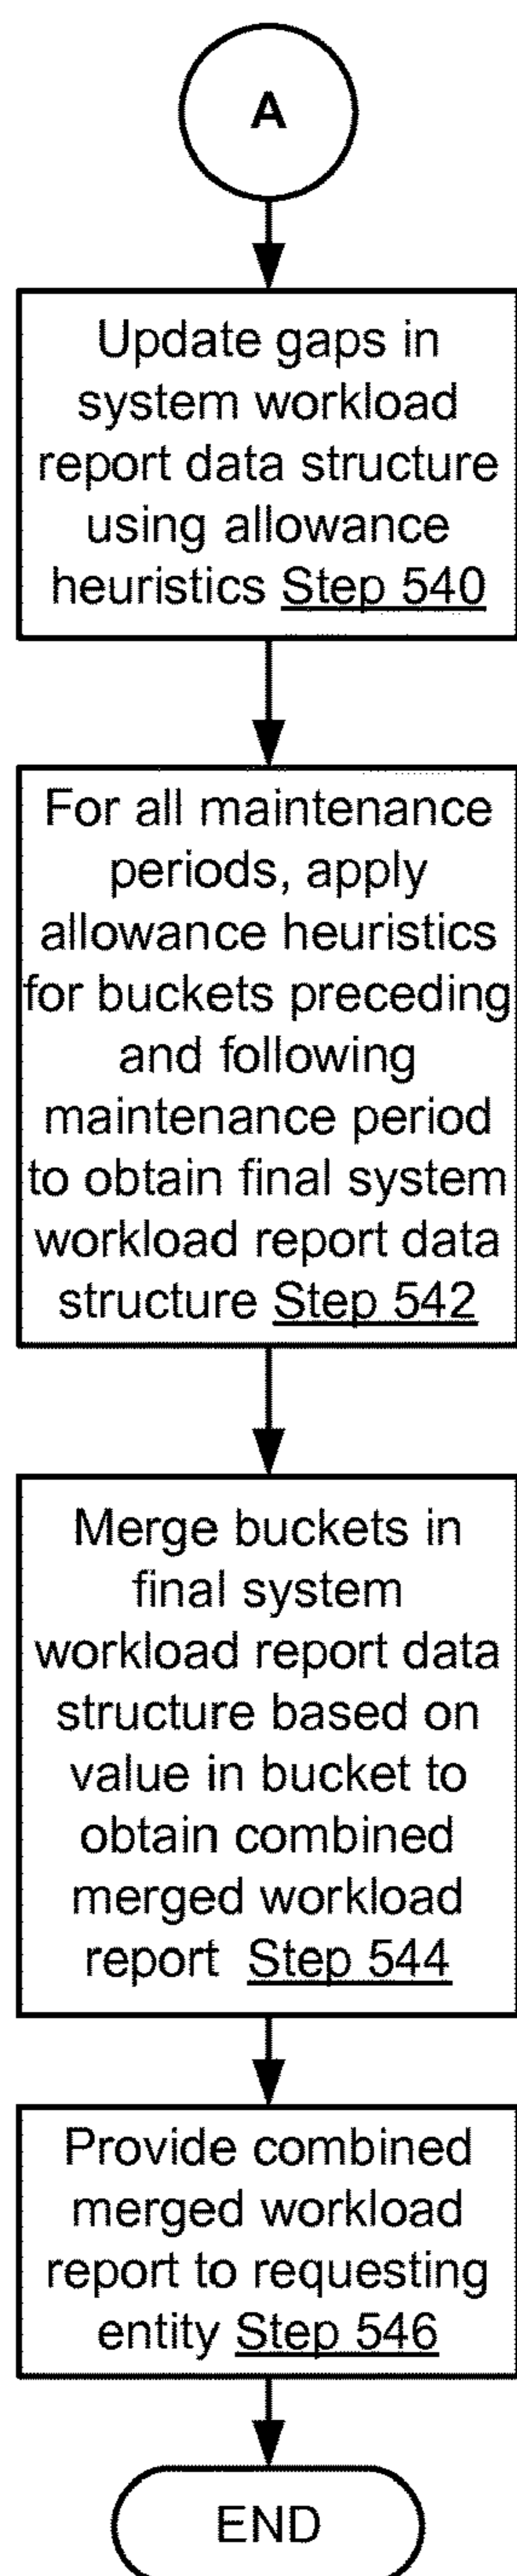 A
Update gaps in
system workload
report data structure
using allowance
heuristics Step 540
For all maintenance
periods, apply
allowance heuristics
for buckets preceding
and following
maintenance period
to obtain final system
workload report data
structure Step 542
Merge buckets in
final system
workload report data
structure based on
value in bucket to
obtain combined
merged workload
report Step 544
Provide combined
merged workload
report to requesting
entity Step 546
END